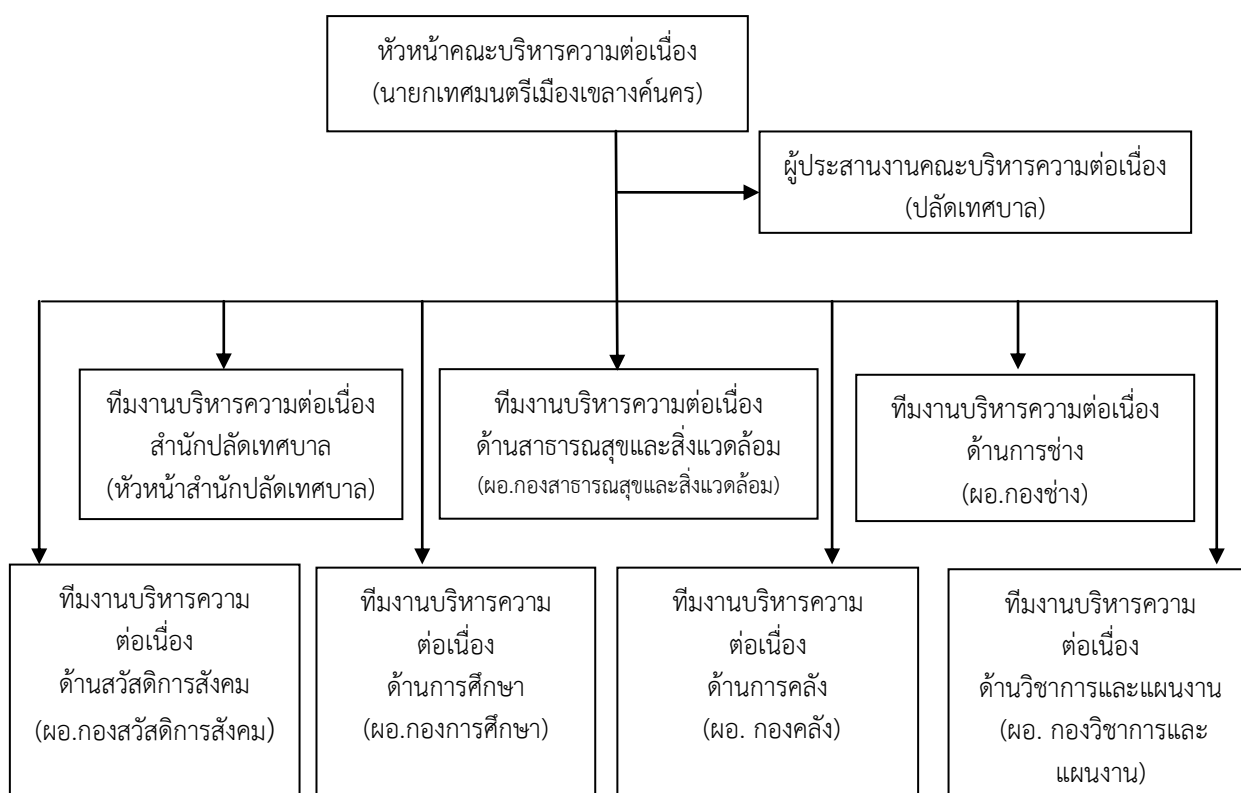 หัวหน้าคณะบริหารความต่อเนื่อง
(นายกเทศมนตรีเมืองเขลางค์นคร)
ผู้ประสานงานคณะบริหารความต่อเนื่อง
(ปลัดเทศบาล)
ทีมงานบริหารความต่อเนื่อง
สำนักปลัดเทศบาล
(หัวหน้าสำนักปลัดเทศบาล)
ทีมงานบริหารความต่อเนื่อง
ด้านสาธารณสุขและสิ่งแวดล้อม
(ผอ.กองสาธารณสุขและสิ่งแวดล้อม)
ทีมงานบริหารความต่อเนื่อง
ด้านการช่าง
(ผอ.กองช่าง)
ทีมงานบริหารความ
ต่อเนื่อง
ด้านสวัสดิการสังคม
(ผอ.กองสวัสดิการสังคม)
ทีมงานบริหารความ
ต่อเนื่อง
ด้านการศึกษา
(ผอ.กองการศึกษา)
ทีมงานบริหารความ
ต่อเนื่อง
ด้านการคลัง
(ผอ. กองคลัง)
ทีมงานบริหารความ
ต่อเนื่อง
ด้านวิชาการและแผนงาน
(ผอ. กองวิชาการและ
แผนงาน)